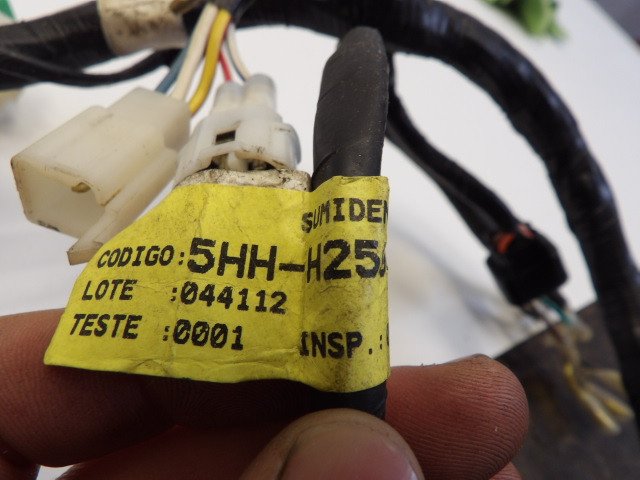 SUMIDEN
CODIGO:5HH-H25
LOTE :044112
TESTE :0001 INSP.: